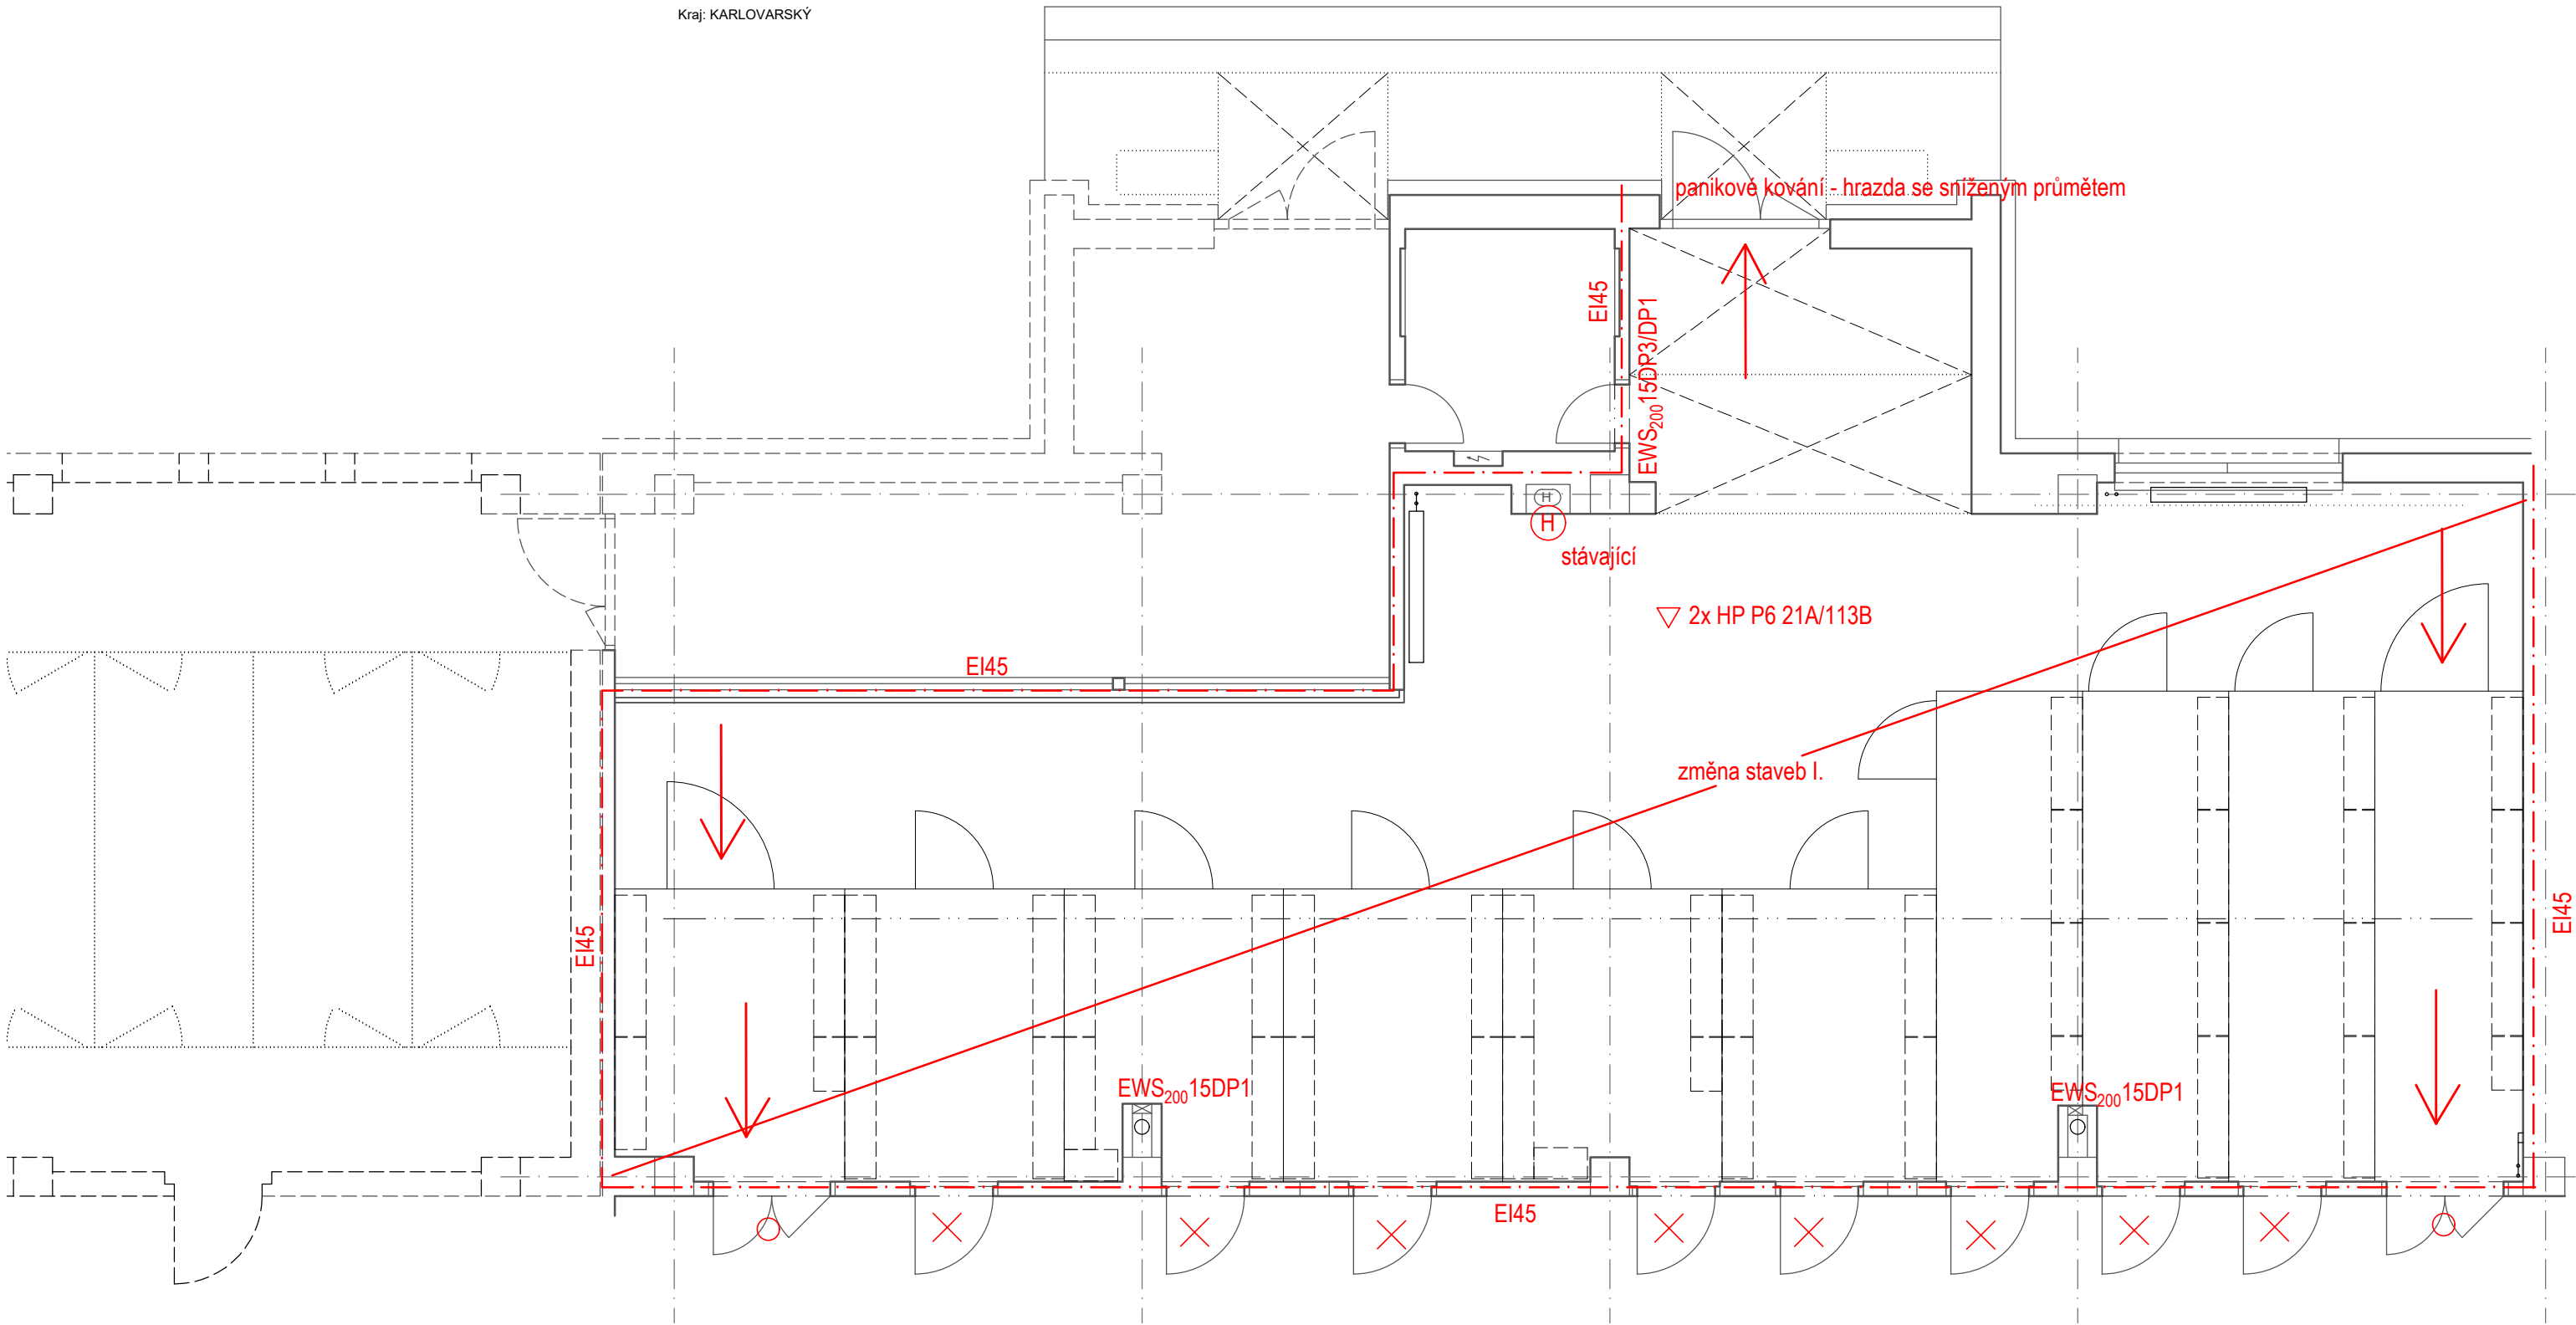 Kraj: KARLOVARSKÝ
panikové kování - hrazda se sníženým průmětem
EI45
EWS20015DP3/DP1
H
H
stávající
2x HP P6 21A/113B
EI45
změna staveb I.
EI45
EI45
EWS20015DP1
EWS20015DP1
EI45